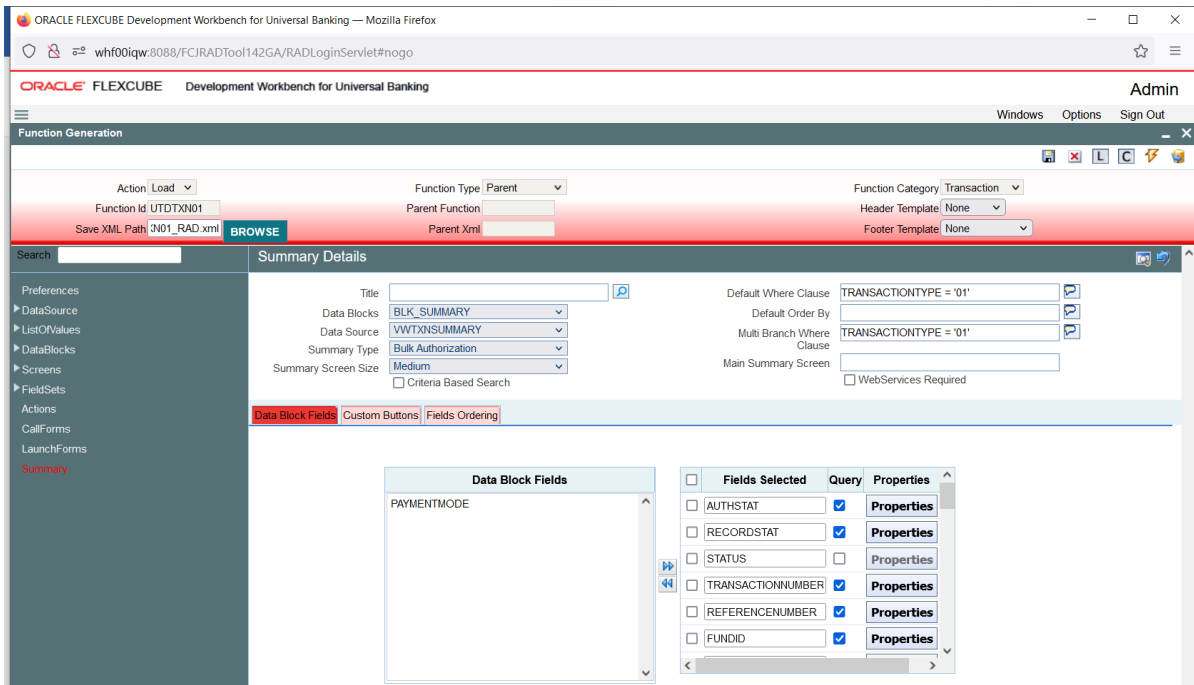 ORACLE FLEXCUBE Development Workbench for Universal Banking — Mozilla Firefox
whf00iqw:8088/FCJRADTool142GA/RADLoginServlet#nogo
ORACLE FLEXCUBE Development Workbench for Universal Banking Admin
Windows Options Sign Out
Function Generation
L C
Action Load Function Type Parent Function Category Transaction
Function Id UTDTXN01 Parent Function Header Template None
Save XML Path N01_RAD.xml BROWSE Parent Xml Footer Template None
Search Summary Details
Preferences
DataSource
ListOfValues
DataBlocks
Screens
FieldSets
Actions
CallForms
LaunchForms
Summary
Title Default Where Clause TRANSACTIONTYPE = '01'
Data Blocks BLK_SUMMARY Default Order By
Data Source VWTXNSUMMARY Multi Branch Where Clause TRANSACTIONTYPE = '01'
Summary Type Bulk Authorization
Summary Screen Size Medium Main Summary Screen
Criteria Based Search WebServices Required
Data Block Fields Custom Buttons Fields Ordering
Data Block Fields
PAYMENTMODE
Fields Selected Query Properties
AUTHSTAT Properties
RECORDSTAT Properties
STATUS Properties
TRANSACTIONNUMBER Properties
REFERENCENUMBER Properties
FUNDID Properties